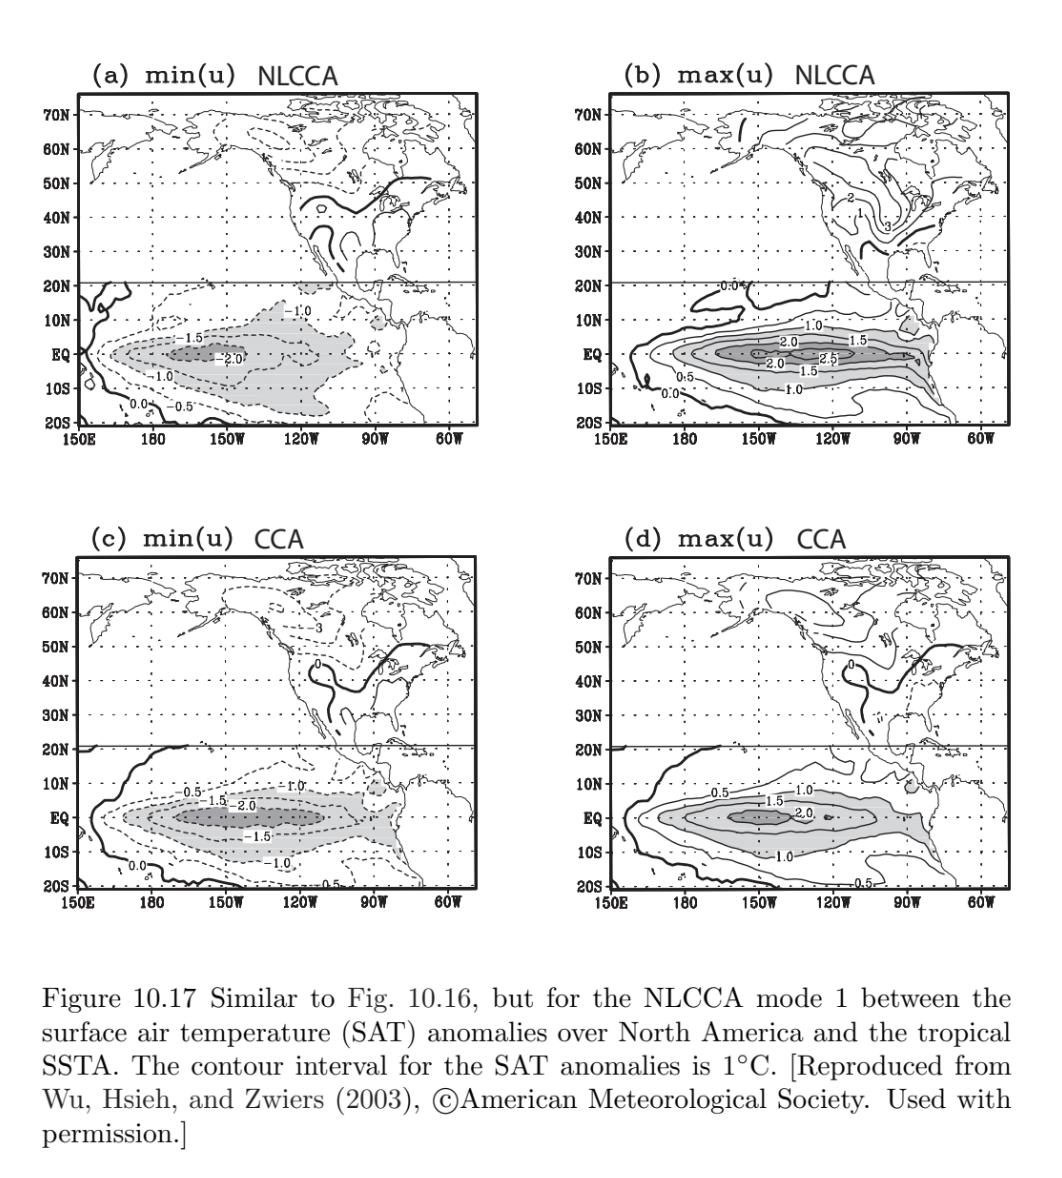 (a) min(u) NLCCA
(b) max(u) NLCCA
70N
60N
50N
40N
30N
20N
10N
EQ
10S
20S
150E 180 150W 120W 90W 60W
−1.0
−1.5
−2.0
−1.0
0.0
−0.5
70N
60N
50N
40N
30N
20N
10N
EQ
10S
20S
150E 180 150W 120W 90W 60W
2
1
3
0.0
1.0
2.0
1.5
2.0
2.5
1.5
0.5
1.0
0.0
(c) min(u) CCA
(d) max(u) CCA
70N
60N
50N
40N
30N
20N
10N
EQ
10S
20S
150E 180 150W 120W 90W 60W
−3
0
0
−0.5
−1.0
−1.5
−2.0
−1.5
−1.0
0.0
0.5
70N
60N
50N
40N
30N
20N
10N
EQ
10S
20S
150E 180 150W 120W 90W 60W
0
0
0.5
1.0
1.5
2.0
1.0
0.5
Figure 10.17 Similar to Fig. 10.16, but for the NLCCA mode 1 between the
surface air temperature (SAT) anomalies over North America and the tropical
SSTA. The contour interval for the SAT anomalies is 1°C. [Reproduced from
Wu, Hsieh, and Zwiers (2003), ©American Meteorological Society. Used with
permission.]